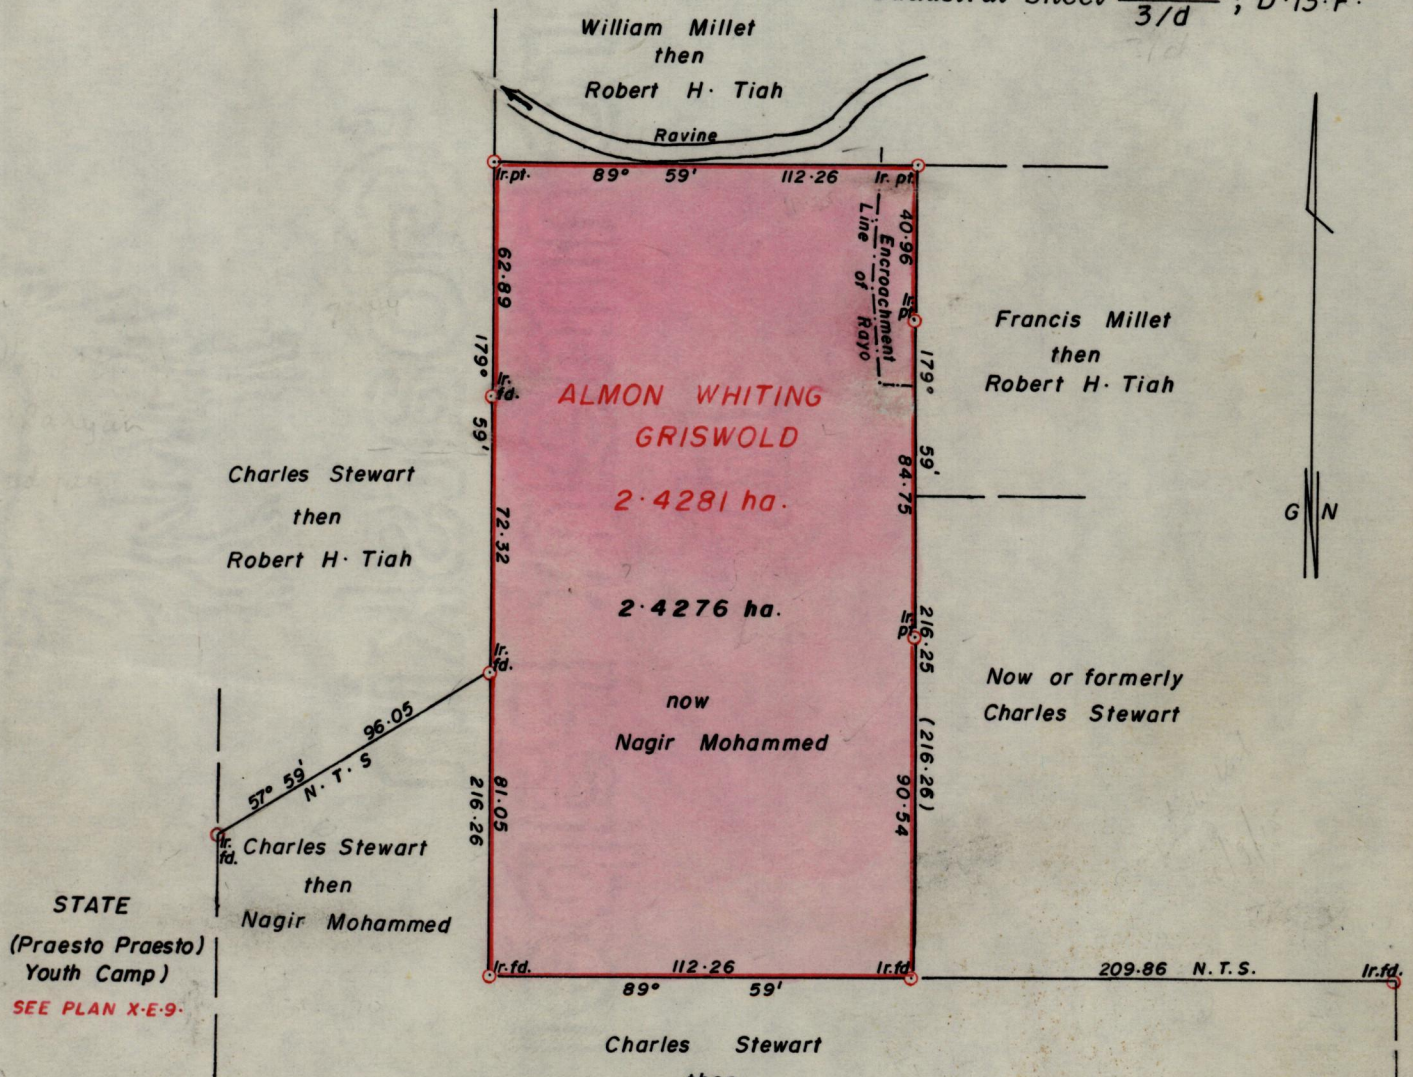 3/d , D·13·F·
William Millet
then
Robert H· Tiah
Ravine
Ir.pt.
89° 59' 112·26
Ir. pt.
40·96
Encroachment
Line of Rayo
62·89
179° 59'
Ir.
fd.
72·32
Ir.
fd.
81·05
216·26
Ir.
pt.
179° 59'
84·75
Ir.
pt.
216·25 (216·26)
90·54
ALMON WHITING
GRISWOLD
2·4281 ha.
2·4276 ha.
now
Nagir Mohammed
Francis Millet
then
Robert H· Tiah
G N
Charles Stewart
then
Robert H· Tiah
Now or formerly
Charles Stewart
96·05
57° 59'
N·T·S
Ir.
fd.
Charles Stewart
then
Nagir Mohammed
STATE
(Praesto Praesto)
Youth Camp)
SEE PLAN X·E·9·
Ir.fd.
112·26
Ir.fd.
89° 59'
209·86 N.T.S.
Ir.fd.
Charles Stewart